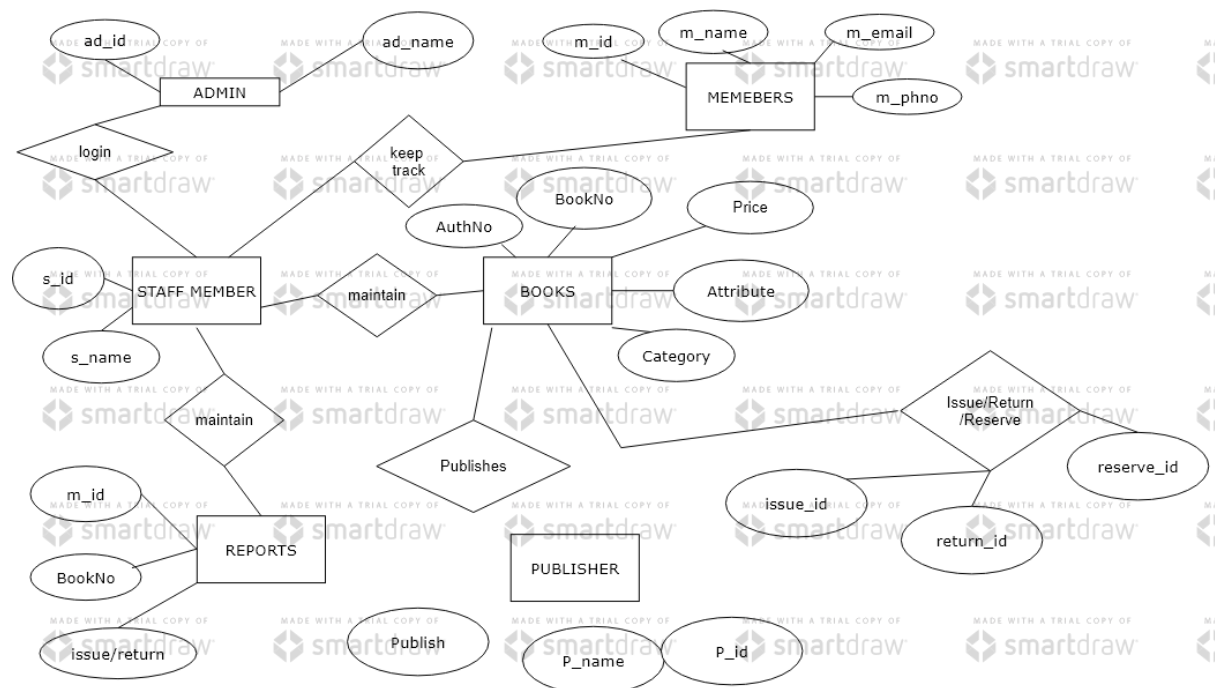 ad_id
ad_name
m_id
m_name
m_email
ADMIN
MEMEBERS
m_phno
login
keep
track
BookNo
Price
AuthNo
s_id
STAFF MEMBER
maintain
BOOKS
Attribute
s_name
Category
maintain
Issue/Return
/Reserve
Publishes
reserve_id
m_id
issue_id
return_id
REPORTS
PUBLISHER
BookNo
issue/return
Publish
P_name
P_id
MADE WITH A TRIAL COPY OF
smartdraw